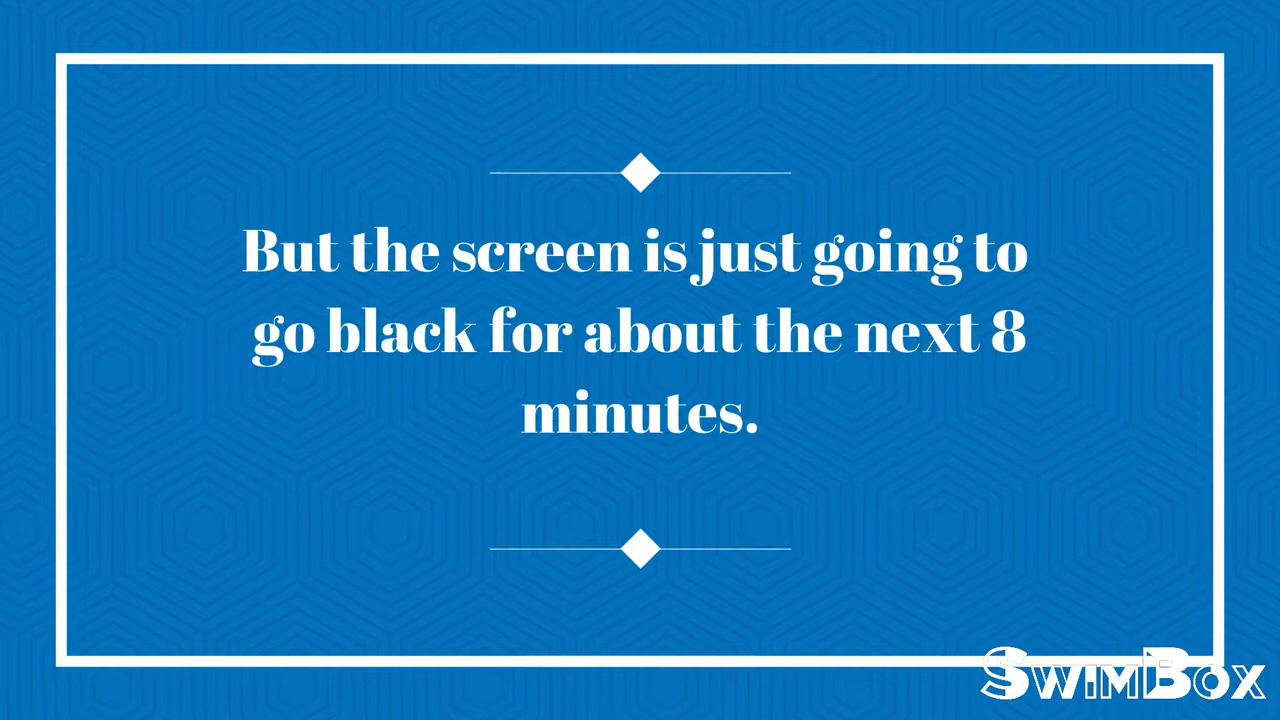 But the screen is just going to
go black for about the next 8
minutes.
SwimBox